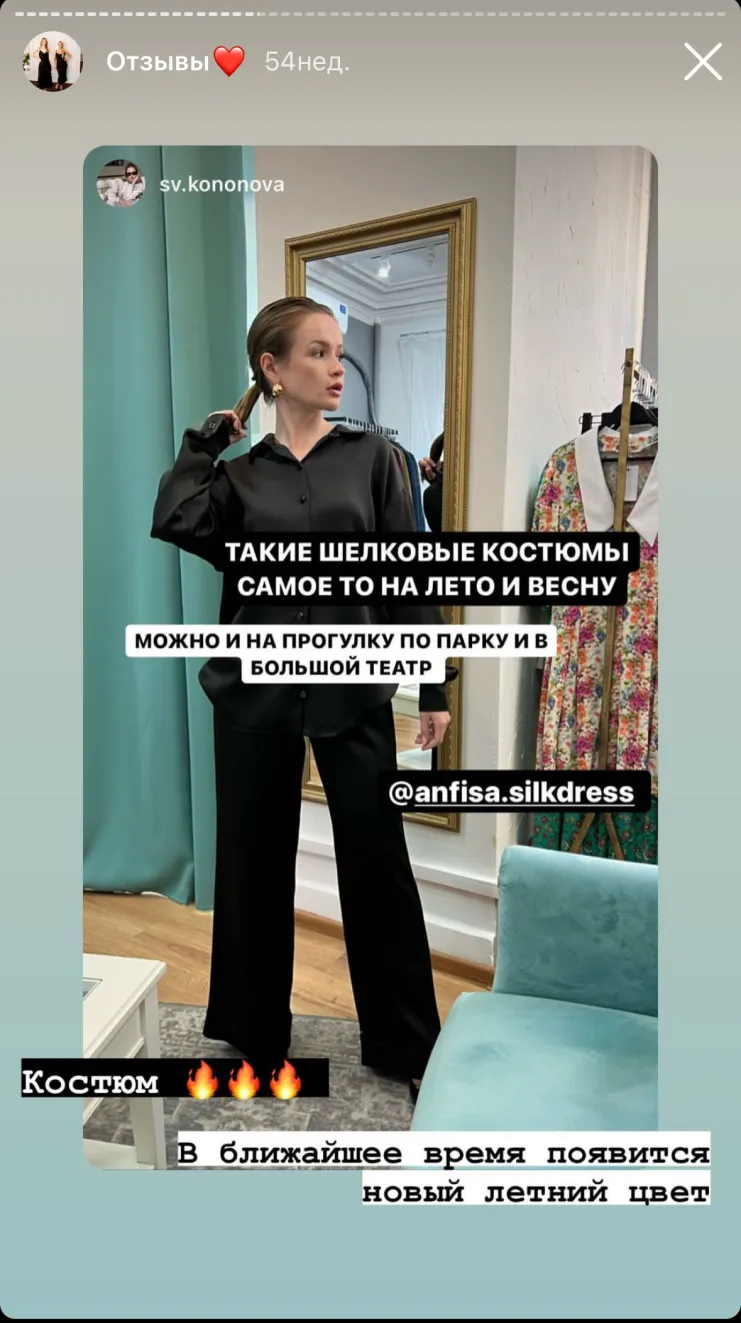 Отзывы❤️ 54нед.
sv.kononova
ТАКИЕ ШЕЛКОВЫЕ КОСТЮМЫ
САМОЕ ТО НА ЛЕТО И ВЕСНУ
МОЖНО И НА ПРОГУЛКУ ПО ПАРКУ И В
БОЛЬШОЙ ТЕАТР
@anfisa.silkdress
Костюм 🔥🔥🔥
В ближайшее время появится
новый летний цвет